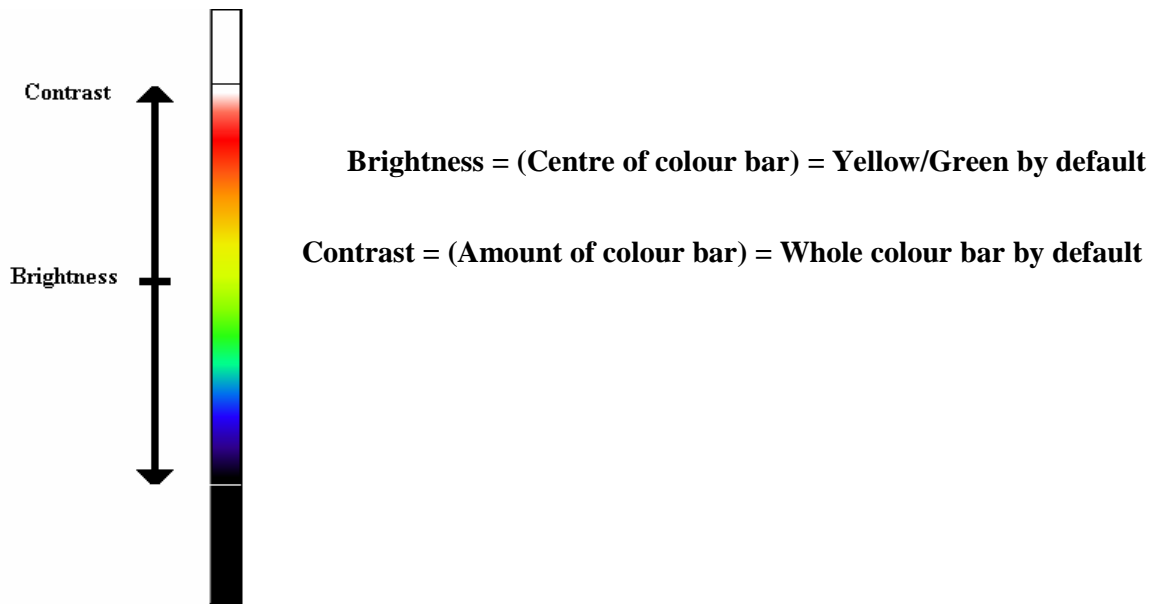 Contrast
Brightness = (Centre of colour bar) = Yellow/Green by default
Contrast = (Amount of colour bar) = Whole colour bar by default
Brightness